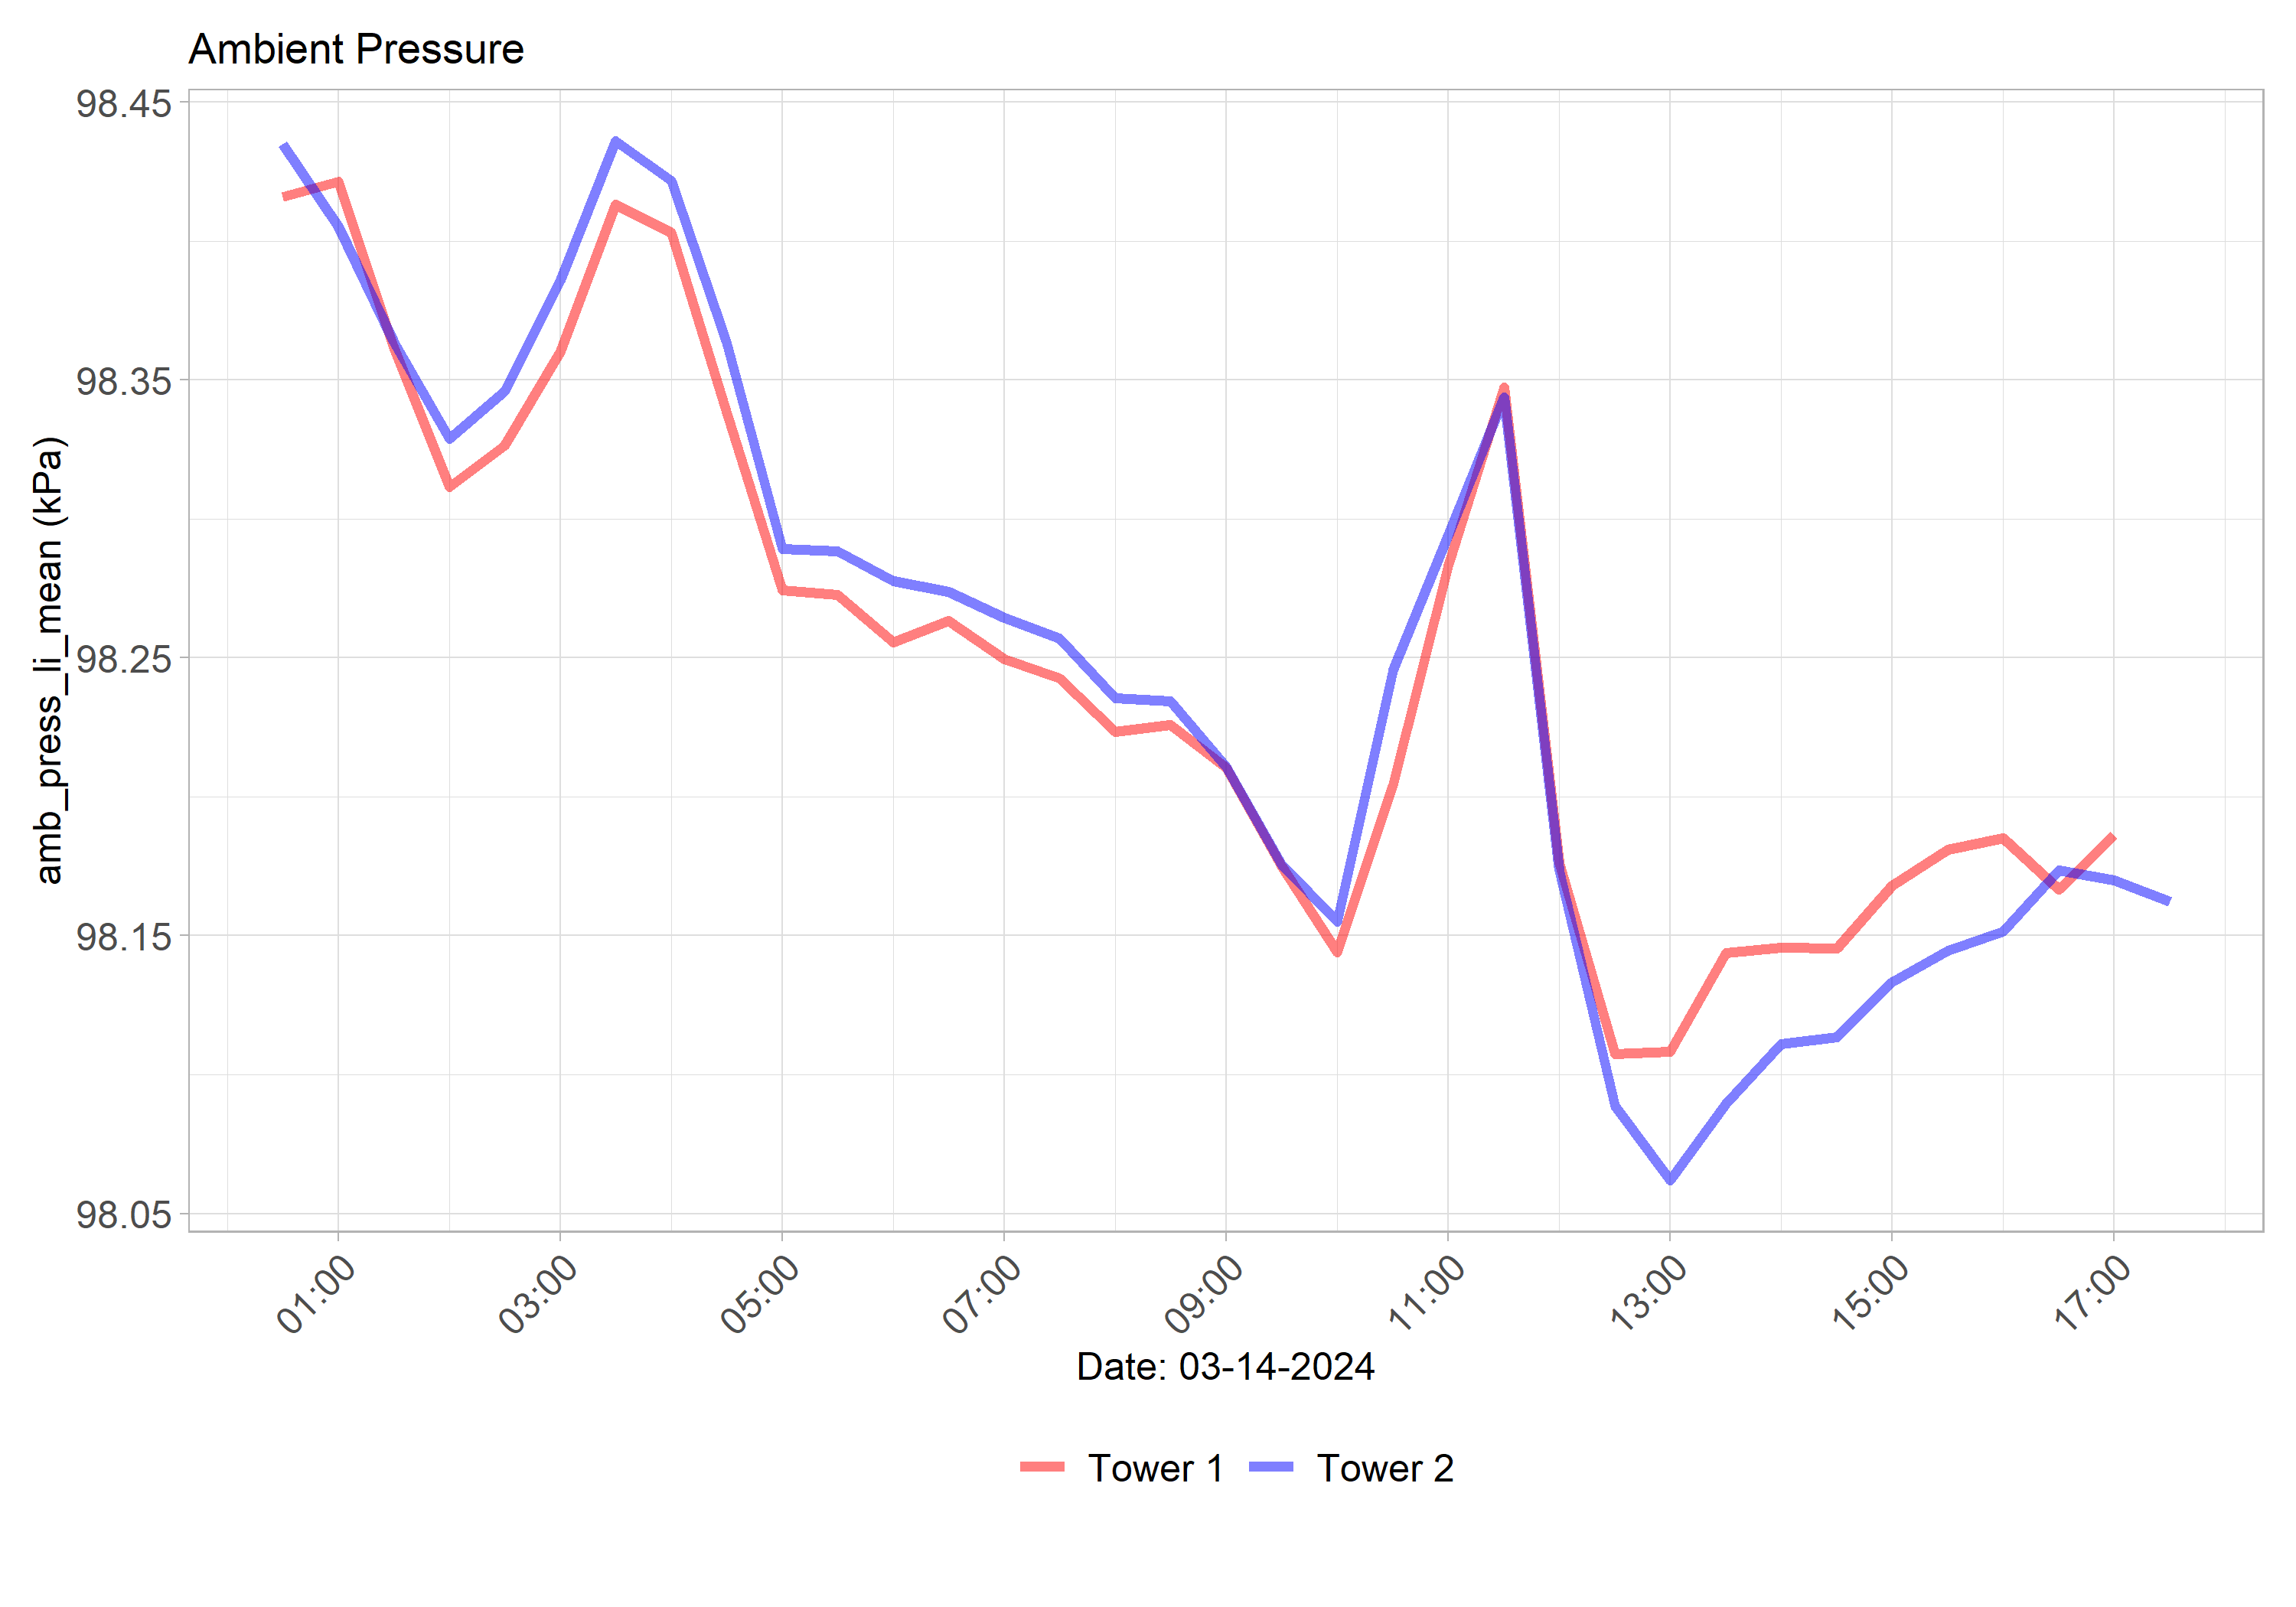 Ambient Pressure
98.45
98.35
98.25
98.15
98.05
amb_press_li_mean (kPa)
01:00
03:00
05:00
07:00
09:00
11:00
13:00
15:00
17:00
Date: 03-14-2024
Tower 1
Tower 2